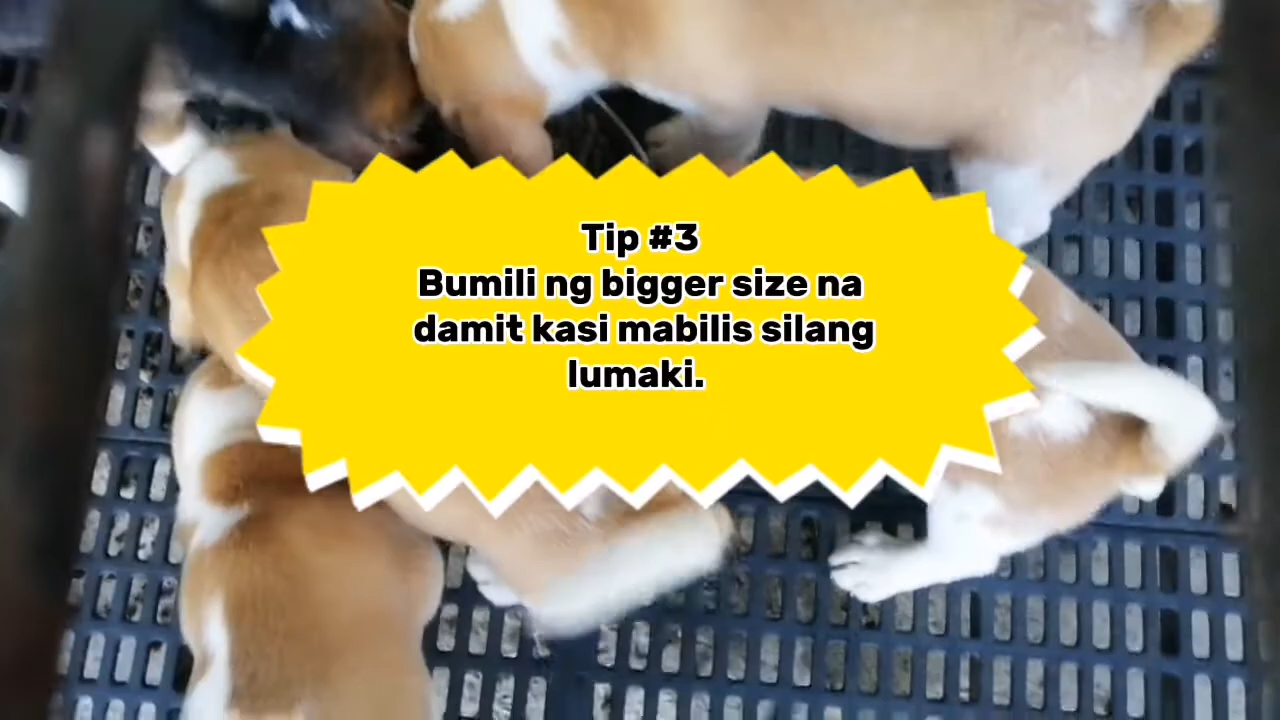 Tip #3
Bumili ng bigger size na
damit kasi mabilis silang
lumaki.